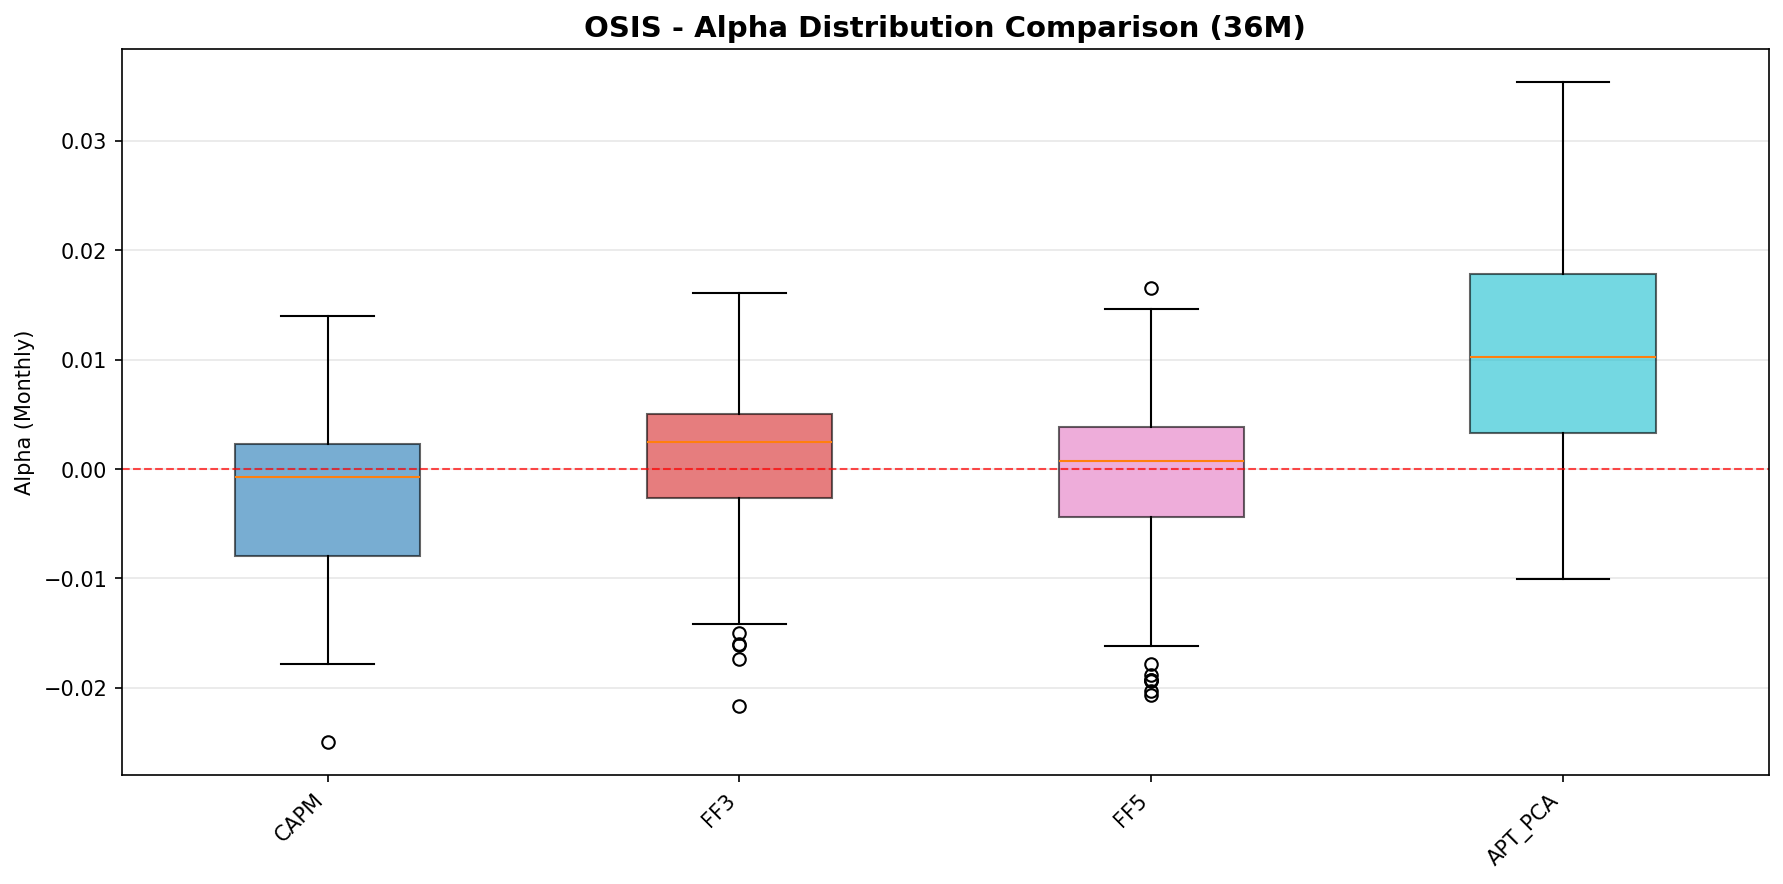 OSIS - Alpha Distribution Comparison (36M)
Alpha (Monthly)
0.03
0.02
0.01
0.00
−0.01
−0.02
CAPM
FF3
FF5
APT_PCA